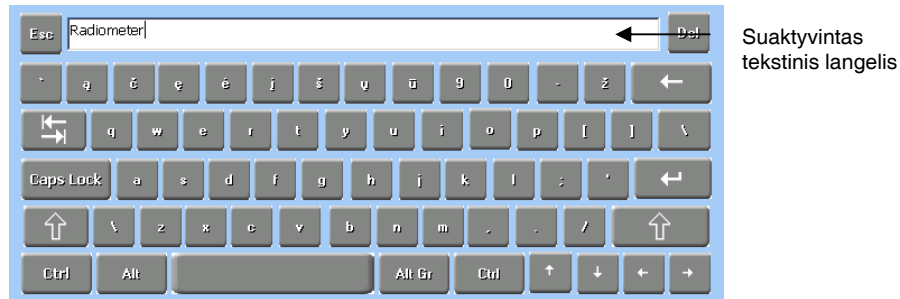 Esc Radiometer Del
Suaktyvintas
tekstinis langelis
` ą č ę ė į š ų ū 9 0 - ž ←
q w e r t y u i o p [ ] \
Caps Lock a s d f g h j k l ; '
\ z x c v b n m , . /
Ctrl Alt Alt Gr Ctrl ↑ ↓ ← →